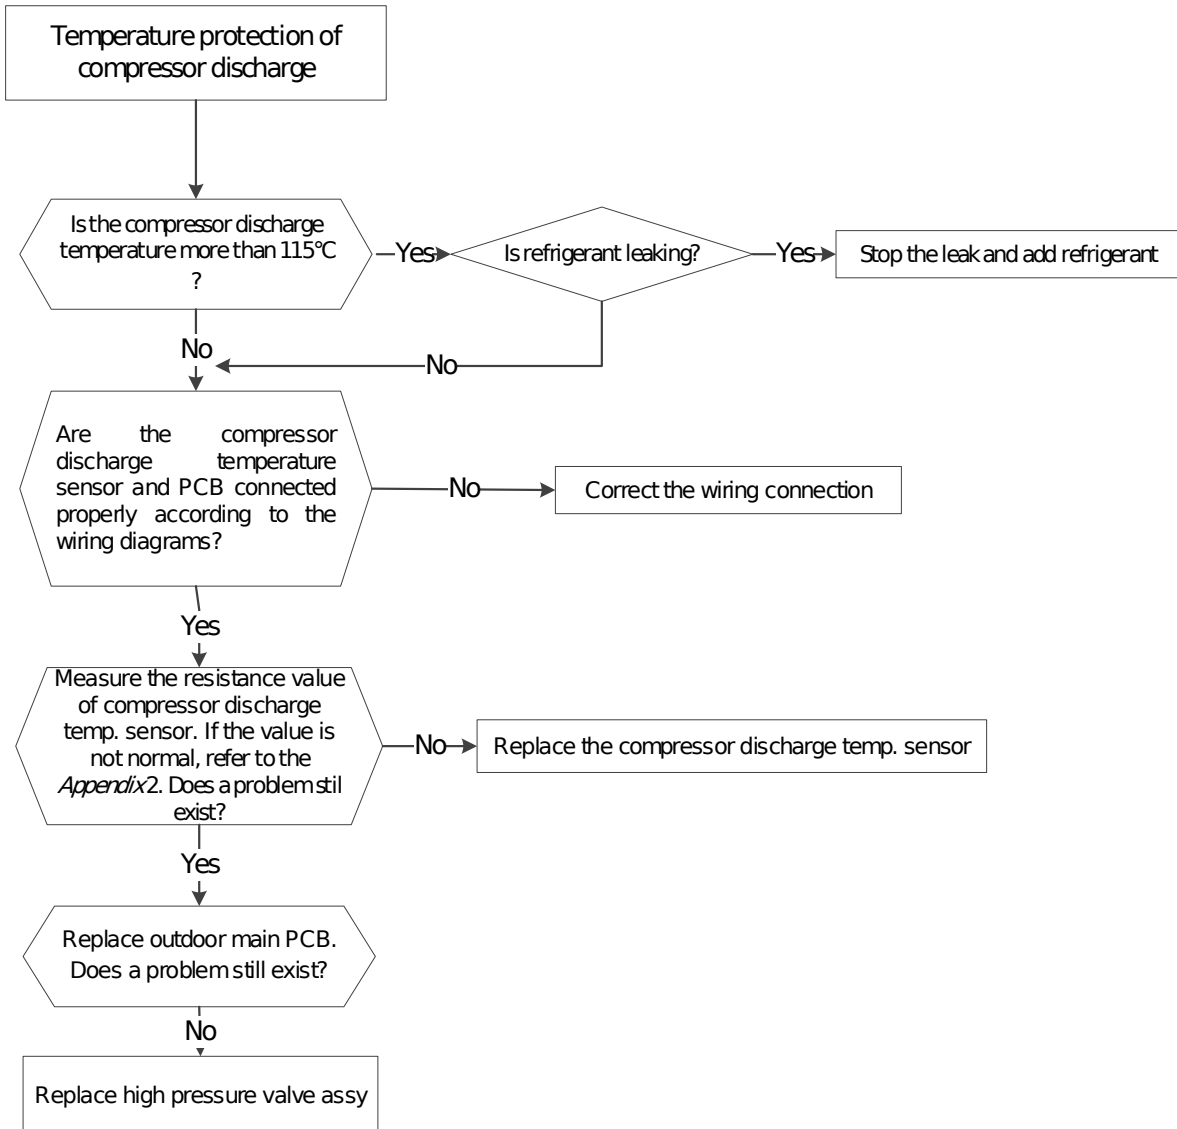 Temperature protection of
compressor discharge
Is the compressor discharge
temperature more than 115°C
?
Yes
Is refrigerant leaking?
Yes
Stop the leak and add refrigerant
No
No
Are the compressor
discharge temperature
sensor and PCB connected
properly according to the
wiring diagrams?
No
Correct the wiring connection
Yes
Measure the resistance value
of compressor discharge
temp. sensor. If the value is
not normal, refer to the
Appendix 2. Does a problem stil
exist?
No
Replace the compressor discharge temp. sensor
Yes
Replace outdoor main PCB.
Does a problem still exist?
No
Replace high pressure valve assy